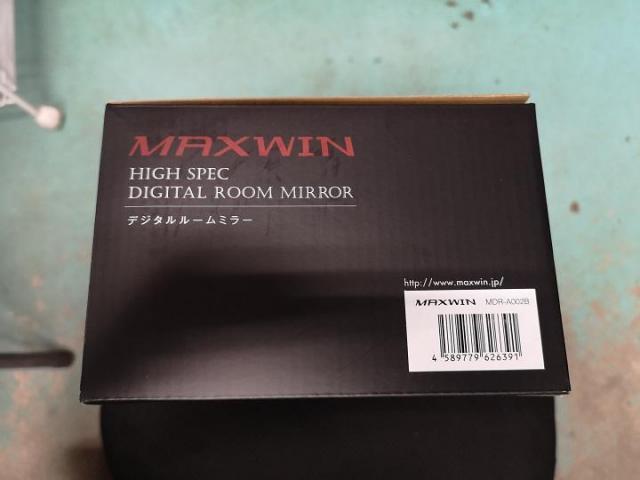 MAXWIN
HIGH SPEC
DIGITAL ROOM MIRROR
デジタルルームミラー
http://www.maxwin.jp/
MAXWIN MDR-A002B
4 589779 626391